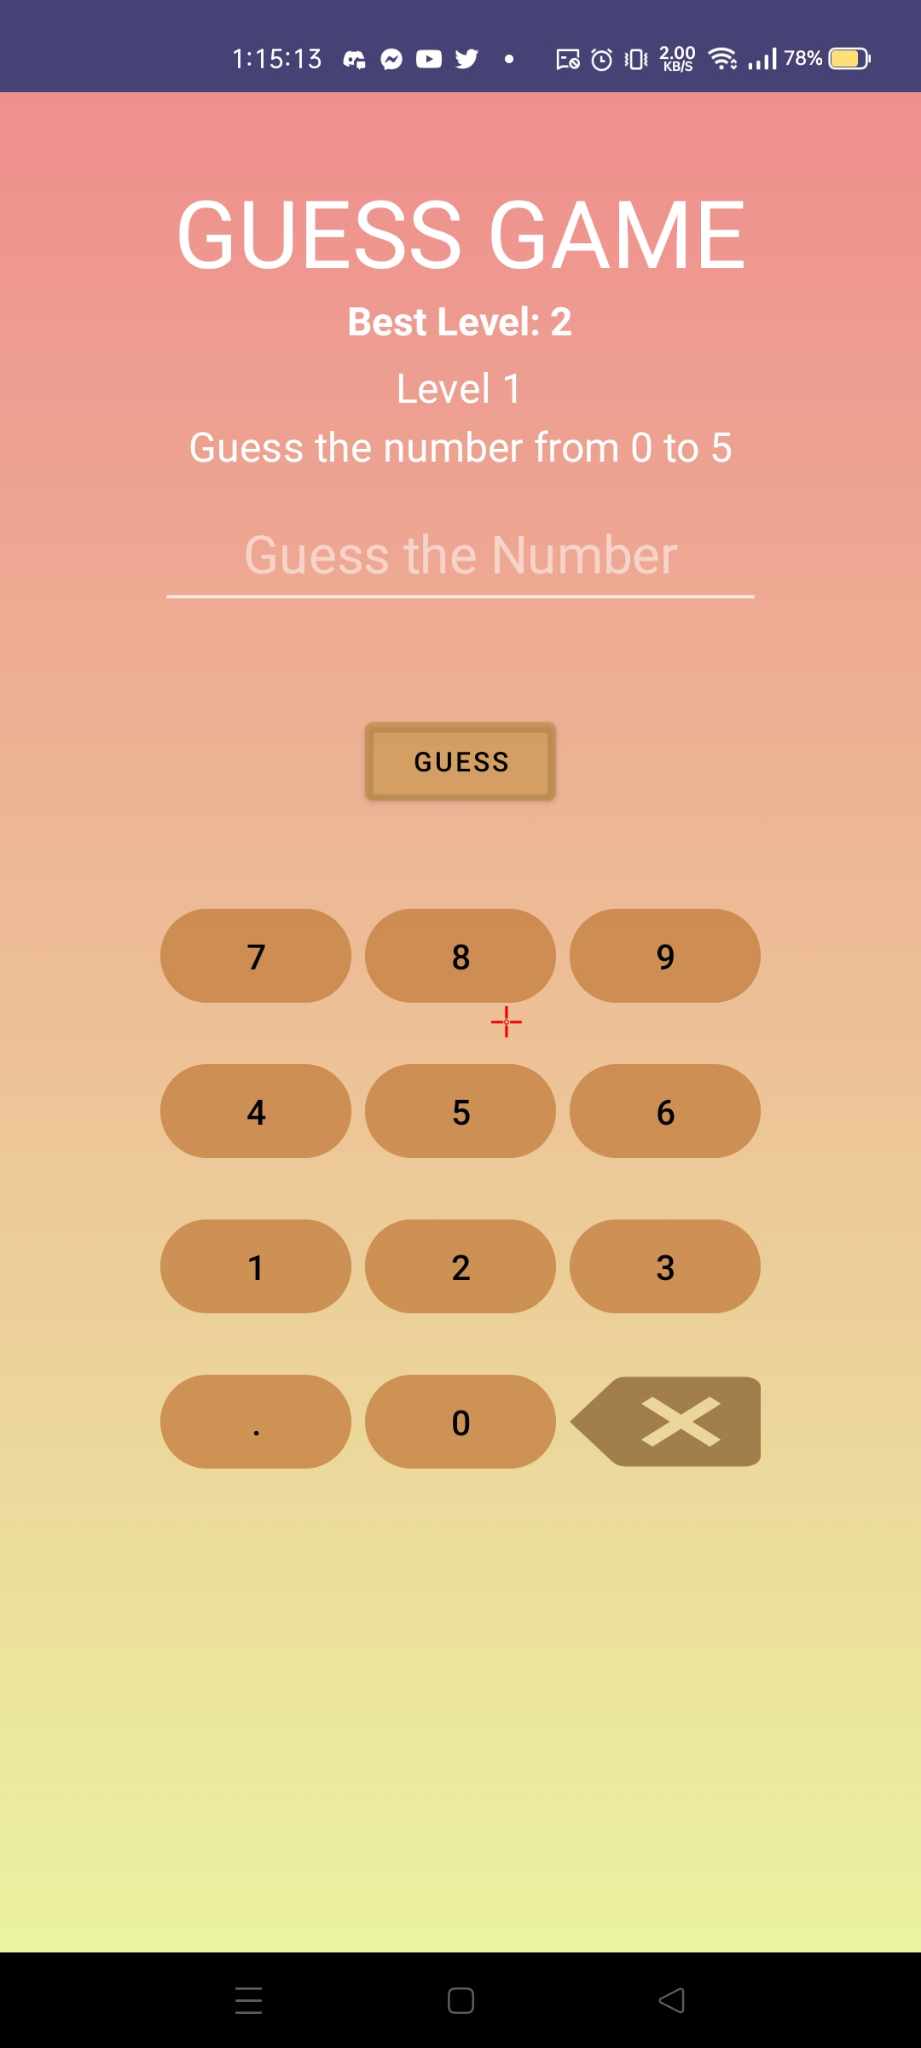 1:15:13 2.00 KB/S 78%
GUESS GAME
Best Level: 2
Level 1
Guess the number from 0 to 5
Guess the Number
GUESS
7 8 9
4 5 6
1 2 3
. 0